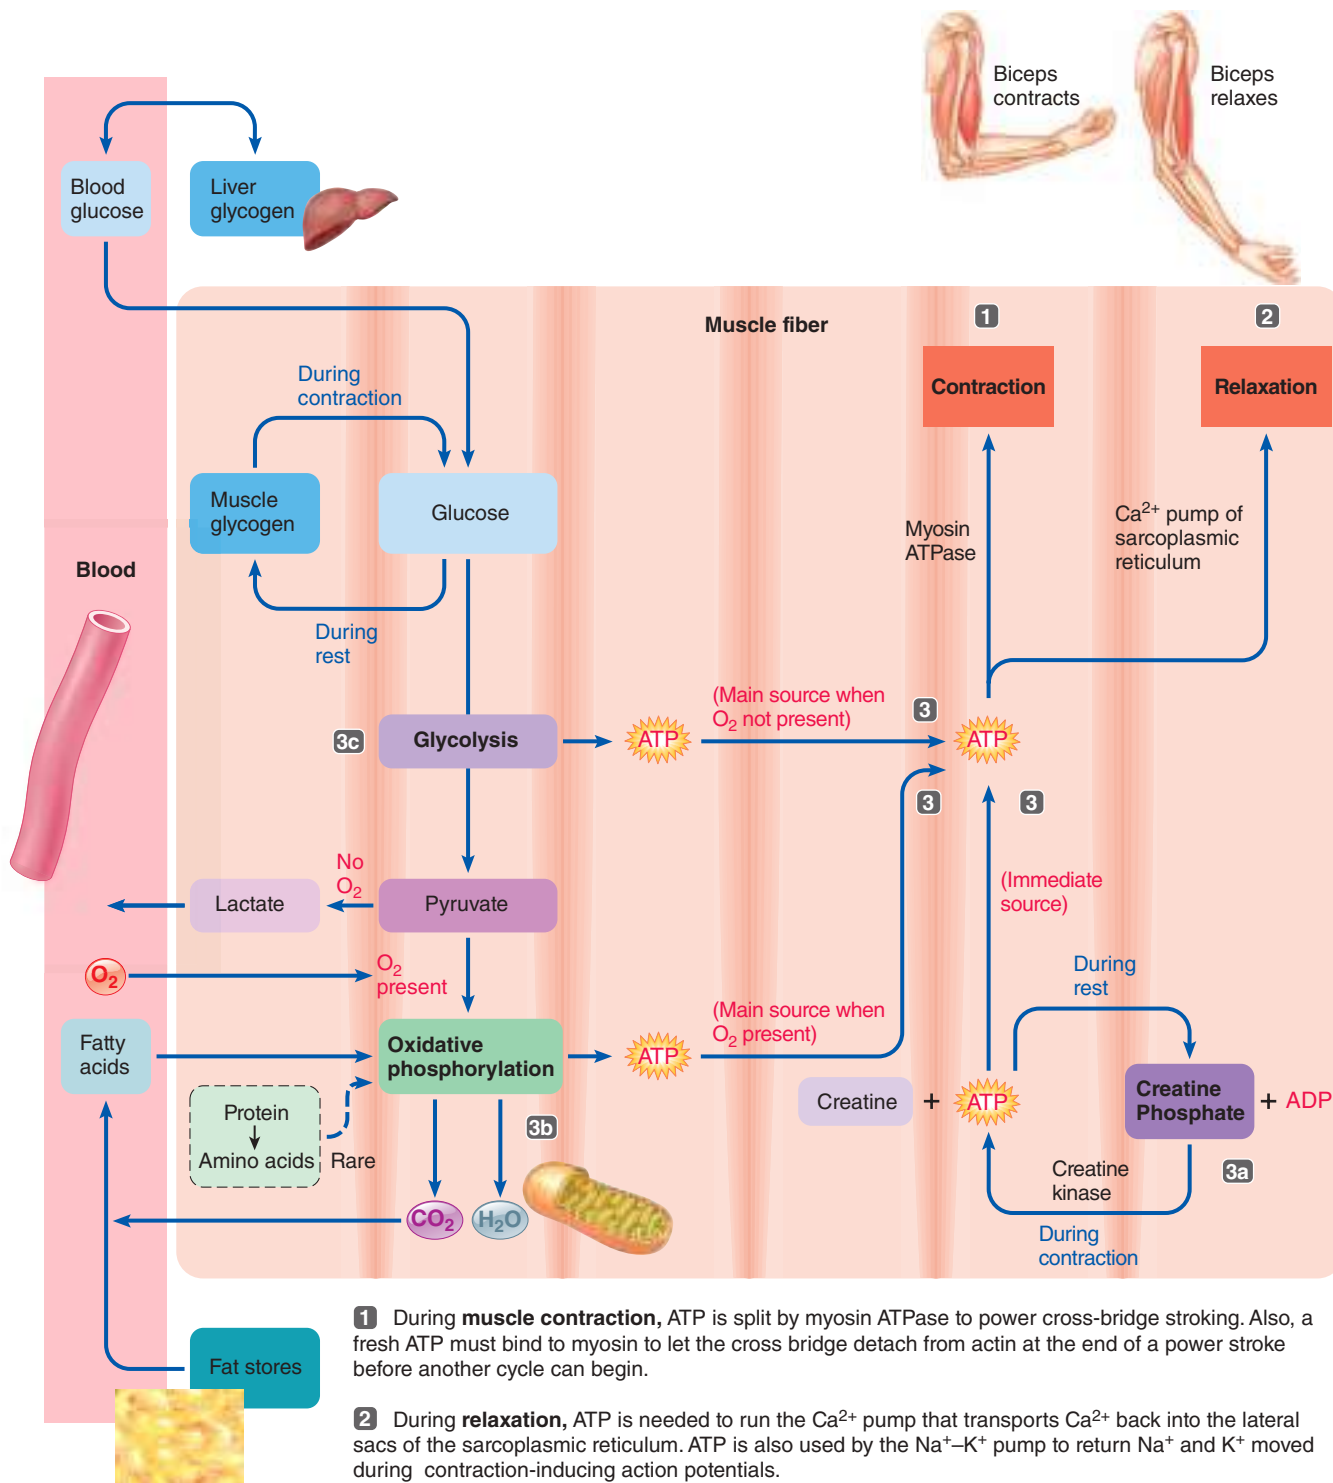 Biceps
contracts
Biceps
relaxes
Blood
glucose
Liver
glycogen
Muscle fiber
1
2
Contraction
Relaxation
During
contraction
Muscle
glycogen
Glucose
Myosin
ATPase
Ca2+ pump of
sarcoplasmic
reticulum
Blood
During
rest
(Main source when
O2 not present)
3
3c
Glycolysis
ATP
ATP
3
3
No
O2
Lactate
Pyruvate
(Immediate
source)
O2
O2
present
During
rest
(Main source when
O2 present)
Fatty
acids
Oxidative
phosphorylation
ATP
Creatine
+
ATP
Creatine
Phosphate
+ ADP
Protein
Amino acids
Rare
3b
3a
Creatine
kinase
CO2
H2O
During
contraction
Fat stores
1 During muscle contraction, ATP is split by myosin ATPase to power cross-bridge stroking. Also, a
fresh ATP must bind to myosin to let the cross bridge detach from actin at the end of a power stroke
before another cycle can begin.
2 During relaxation, ATP is needed to run the Ca2+ pump that transports Ca2+ back into the lateral
sacs of the sarcoplasmic reticulum. ATP is also used by the Na+–K+ pump to return Na+ and K+ moved
during contraction-inducing action potentials.